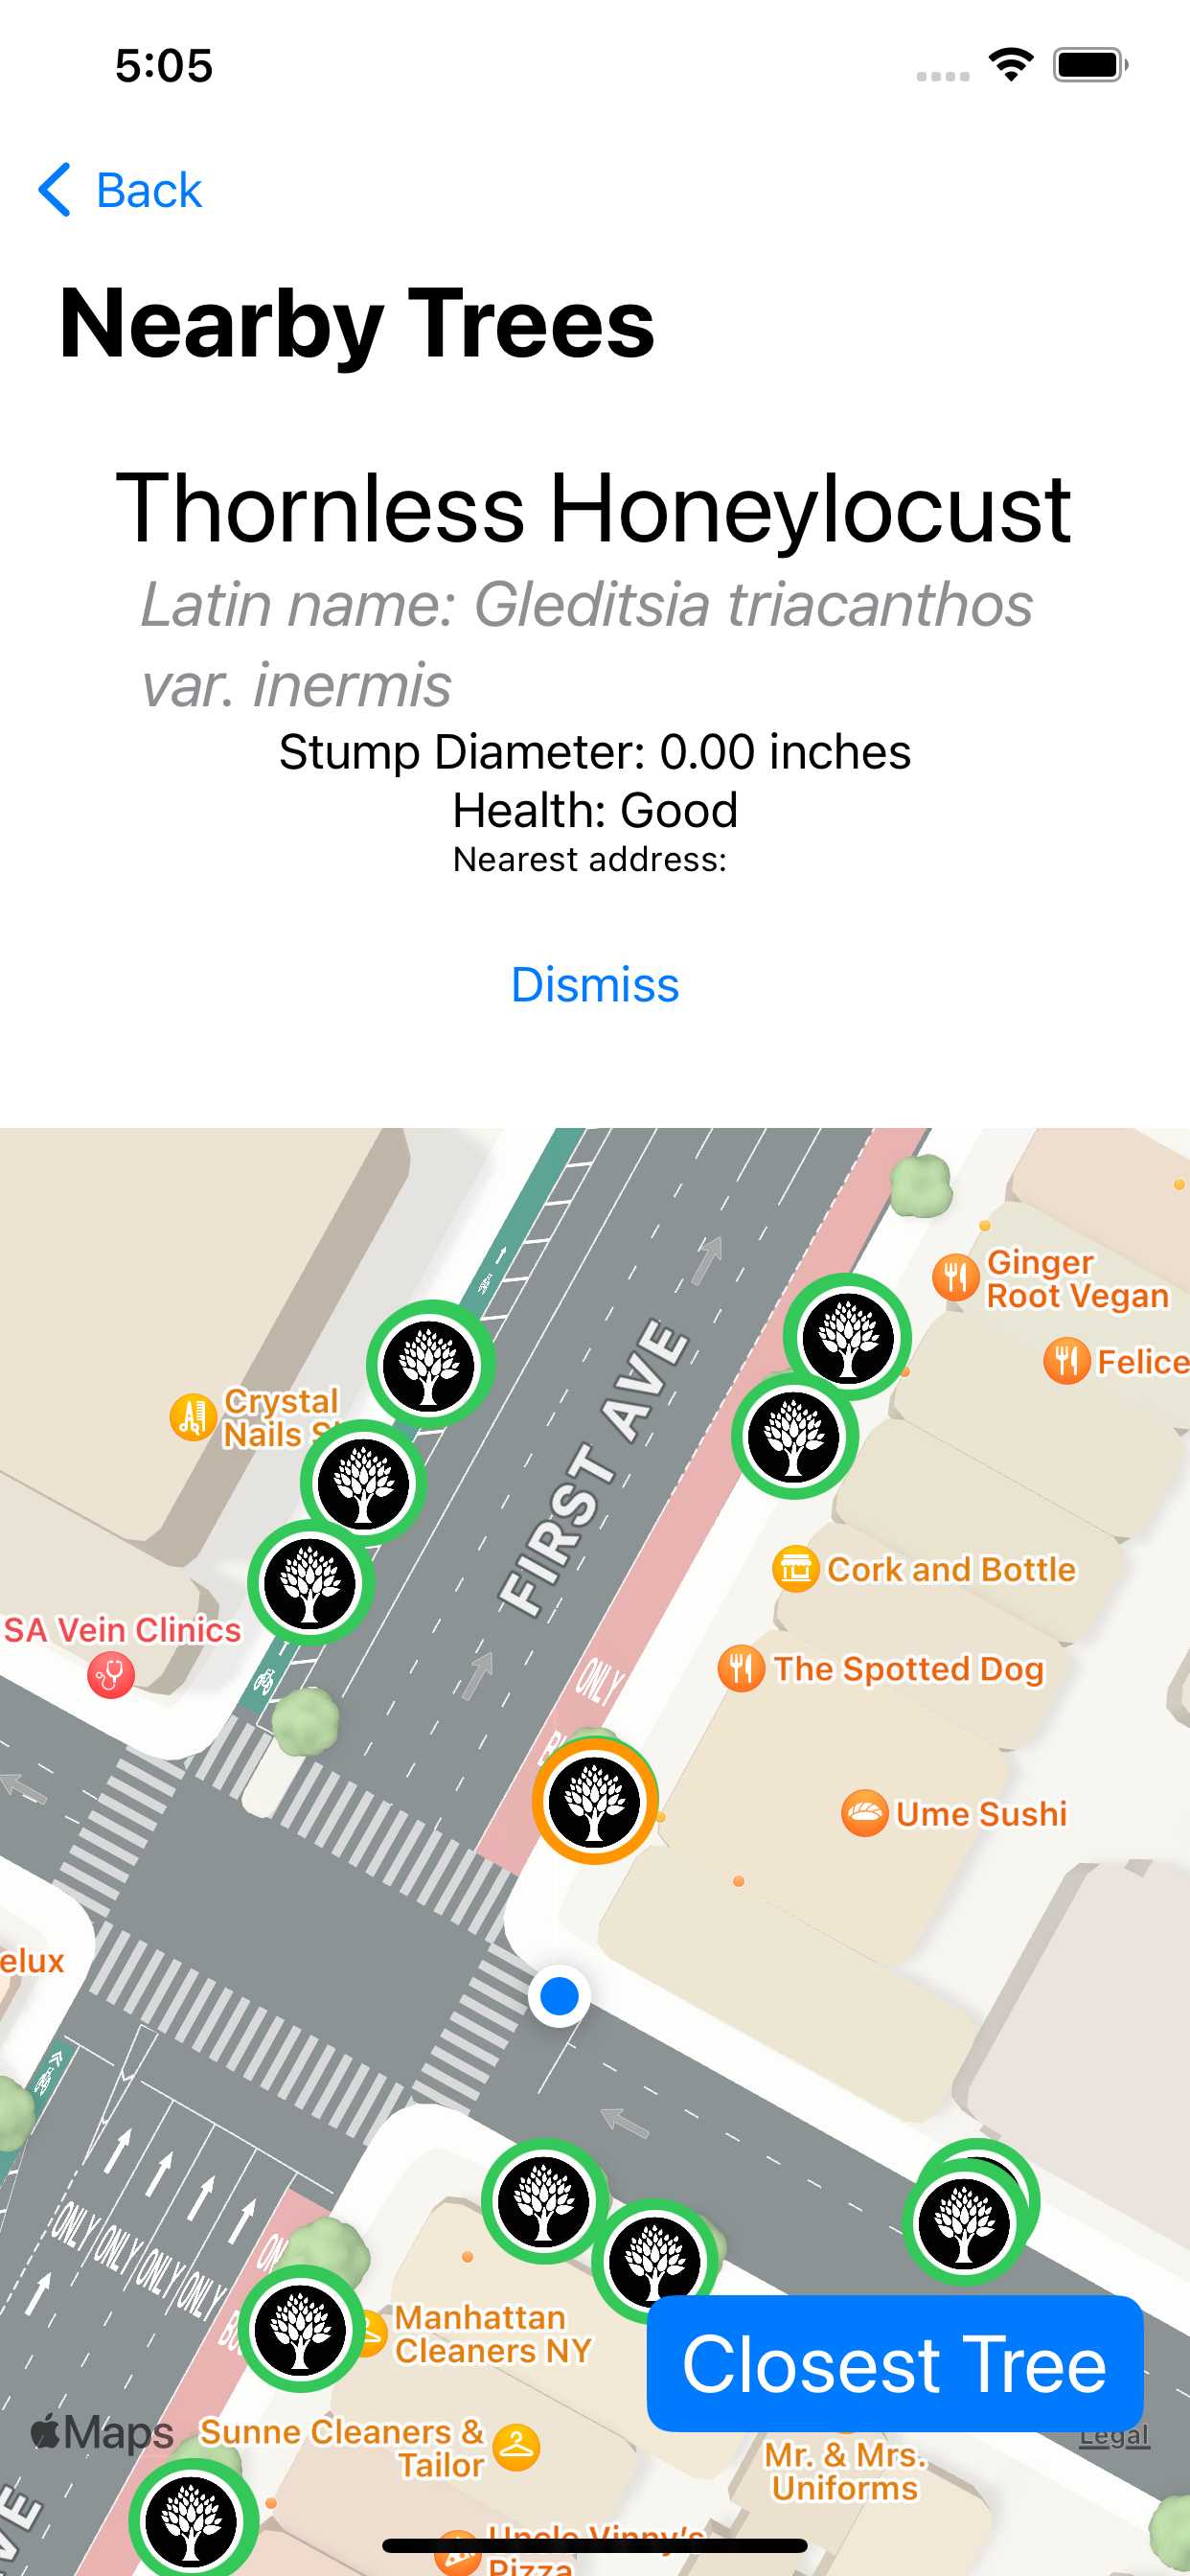 5:05
Back
Nearby Trees
Thornless Honeylocust
Latin name: Gleditsia triacanthos
var. inermis
Stump Diameter: 0.00 inches
Health: Good
Nearest address:
Dismiss
Ginger
Root Vegan
Felice
Crystal
Nails
FIRST AVE
Cork and Bottle
SA Vein Clinics
The Spotted Dog
ONLY
Ume Sushi
elux
ONLY ONLY ONLY ONLY
Manhattan
Cleaners NY
Closest Tree
Maps
Sunne Cleaners &
Tailor
Legal
Mr. & Mrs.
Uniforms
Uncle Vinny's
Pizza